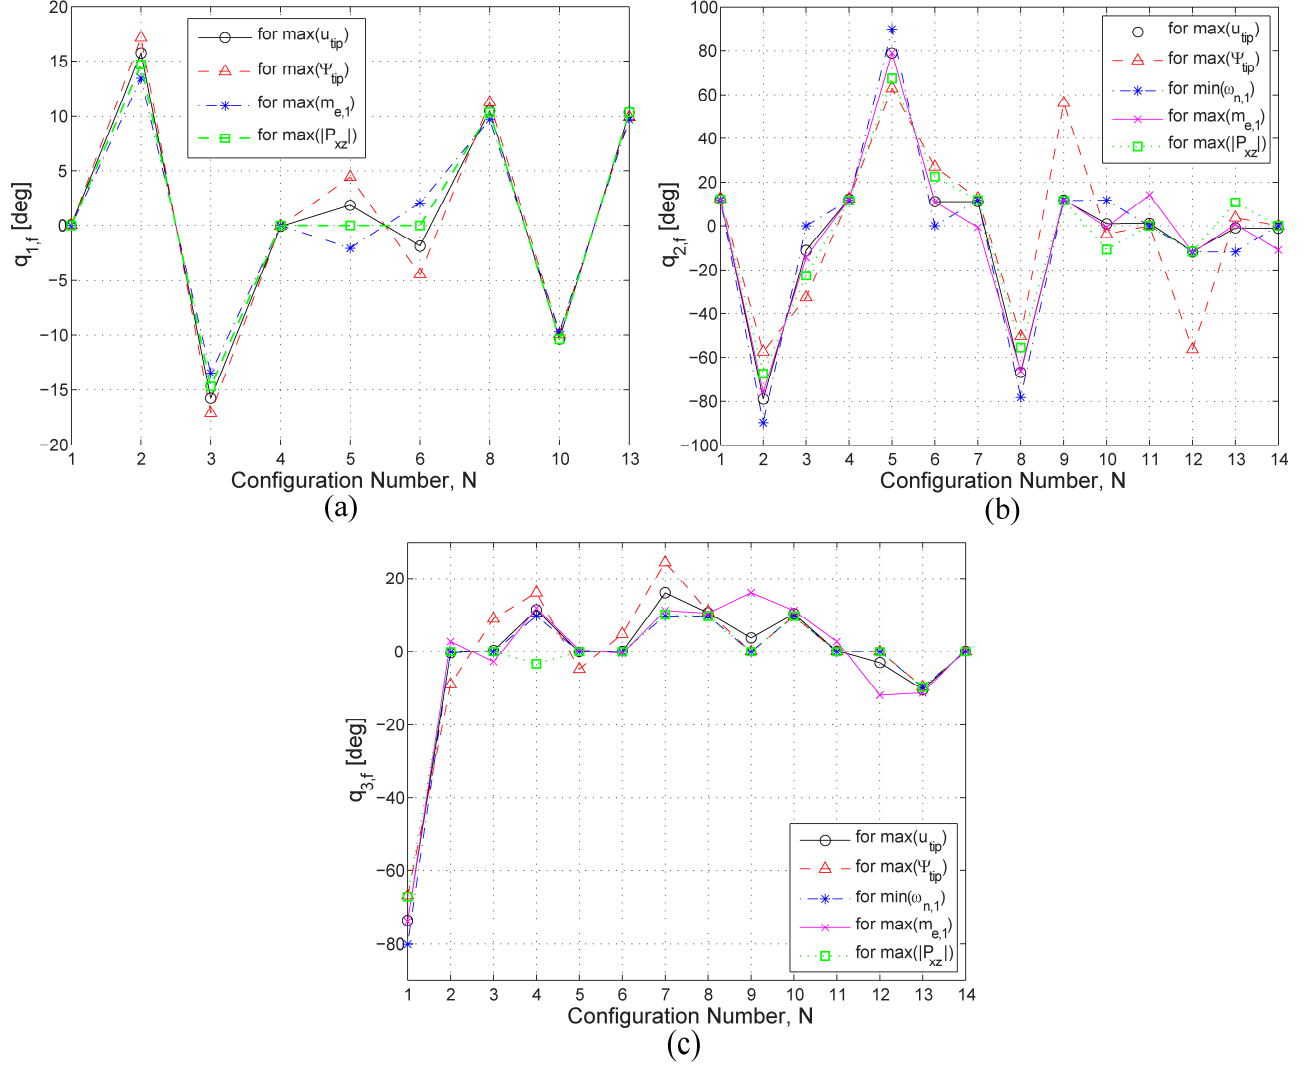 20
15
10
5
0
−5
−10
−15
−20
q1,f [deg]
for max(utip)
for max(Ψtip)
for max(me,1)
for max(|Pxz|)
1 2 3 4 5 6 8 10 13
Configuration Number, N
(a)
100
80
60
40
20
0
−20
−40
−60
−80
−100
q2,f [deg]
for max(utip)
for max(Ψtip)
for min(ωn,1)
for max(me,1)
for max(|Pxz|)
1 2 3 4 5 6 7 8 9 10 11 12 13 14
Configuration Number, N
(b)
20
0
−20
−40
−60
−80
q3,f [deg]
for max(utip)
for max(Ψtip)
for min(ωn,1)
for max(me,1)
for max(|Pxz|)
1 2 3 4 5 6 7 8 9 10 11 12 13 14
Configuration Number, N
(c)